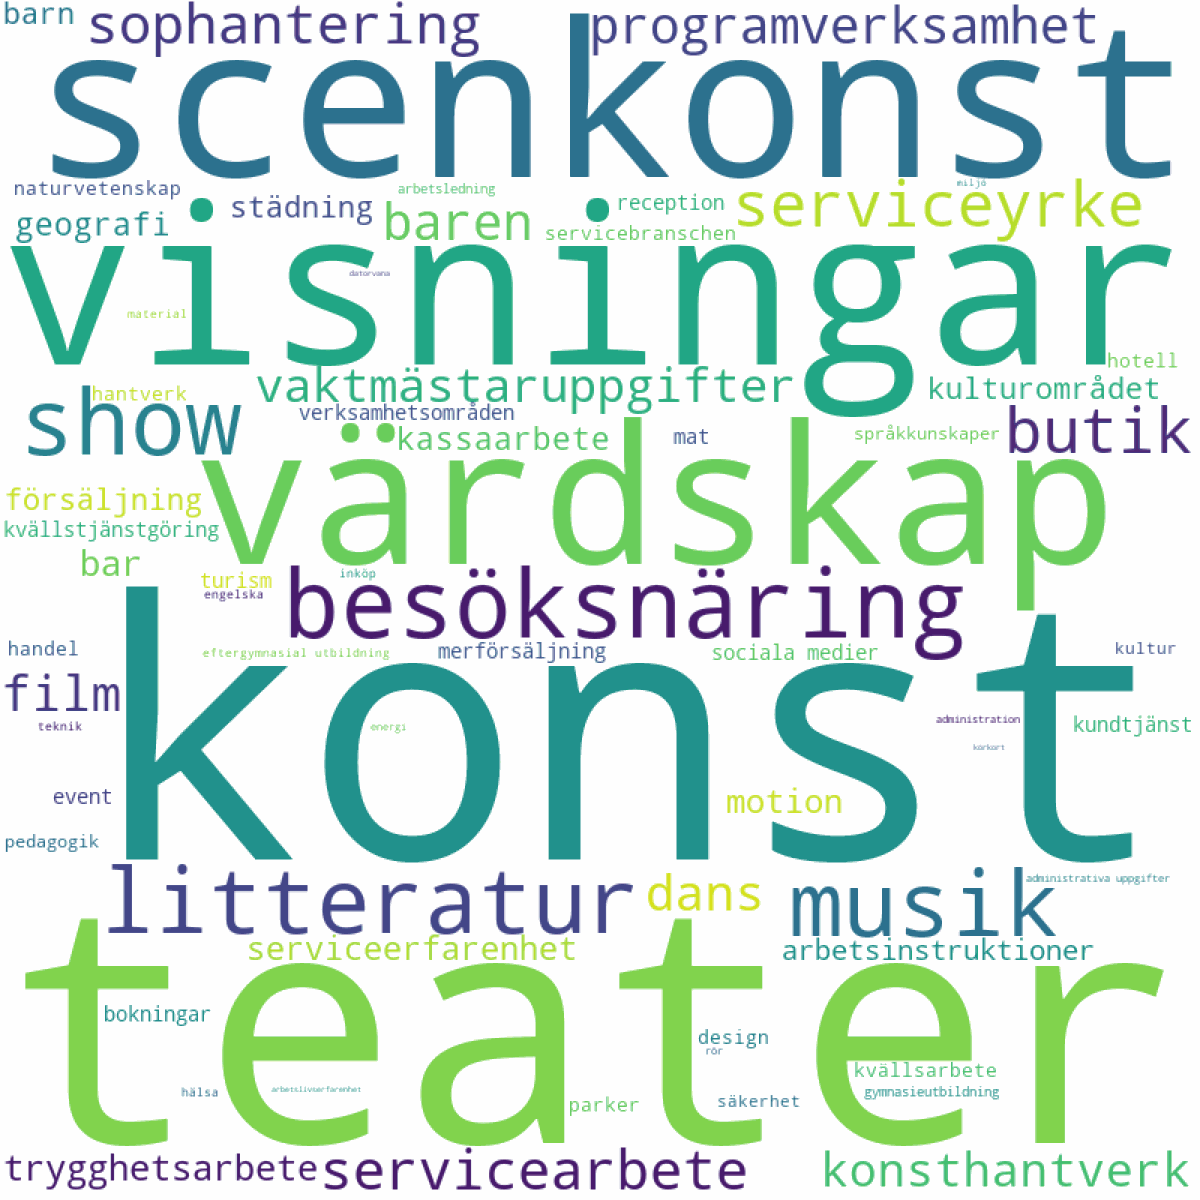 barn
sophantering
programverksamhet
scenkonst
naturvetenskap
arbetsledning
miljö
städning
reception
serviceyrke
geografi
baren
servicebranschen
visningar
datorvana
material
hotell
vaktmästaruppgifter
kulturområdet
hantverk
show
verksamhetsområden
butik
kassaarbete
mat
språkkunskaper
värdskap
försäljning
kvällstjänstgöring
bar
turism
inköp
engelska
besöksnäring
handel
eftergymnasial utbildning
merförsäljning
sociala medier
kultur
konst
film
teknik
energi
administration
kundtjänst
körkort
event
motion
pedagogik
litteratur
dans
musik
administrativa uppgifter
serviceerfarenhet
arbetsinstruktioner
teater
bokningar
design
rör
kvällsarbete
hälsa
arbetslivserfarenhet
gymnasieutbildning
parker
säkerhet
trygghetsarbete
servicearbete
konsthantverk